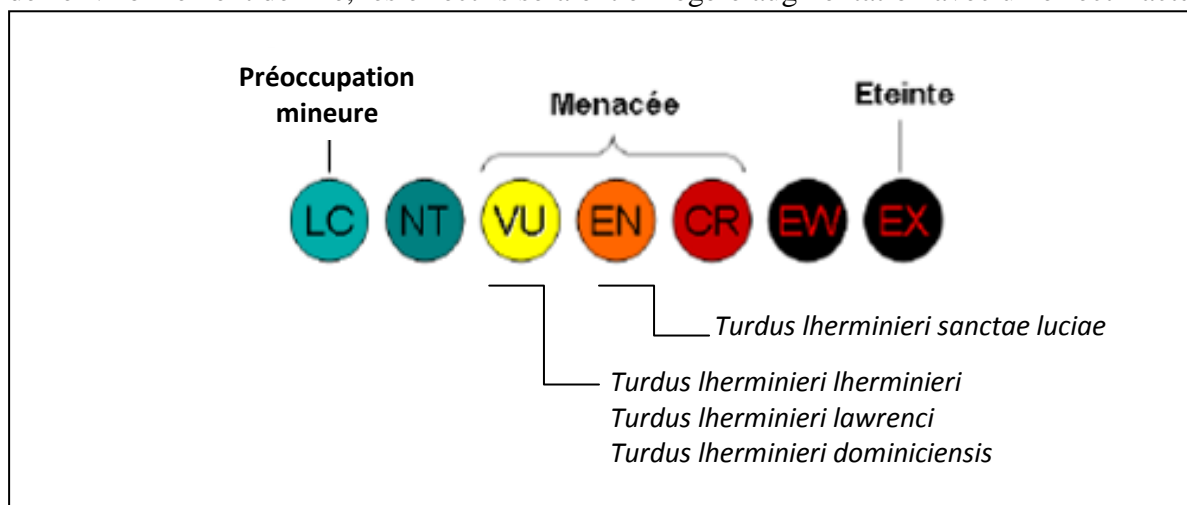 Préoccupation
mineure
Menacée
Eteinte
LC NT VU EN CR EW EX
Turdus lherminieri sanctae luciae
Turdus lherminieri lherminieri
Turdus lherminieri lawrenci
Turdus lherminieri dominiciensis